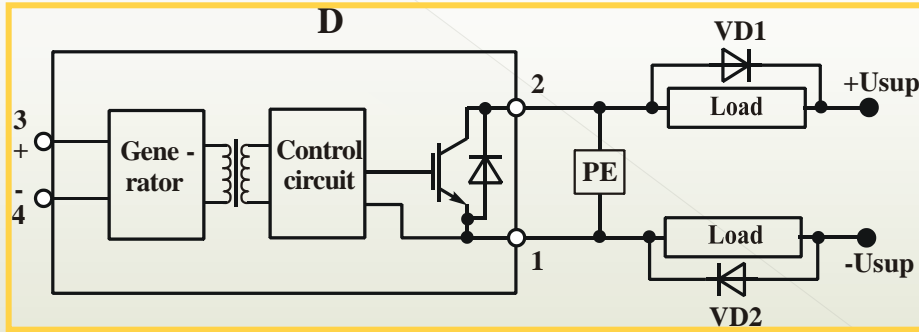 D
VD1
2
+Usup
Load
3
+
Gene -
rator
Control
circuit
PE
-
4
Load
1
-Usup
VD2